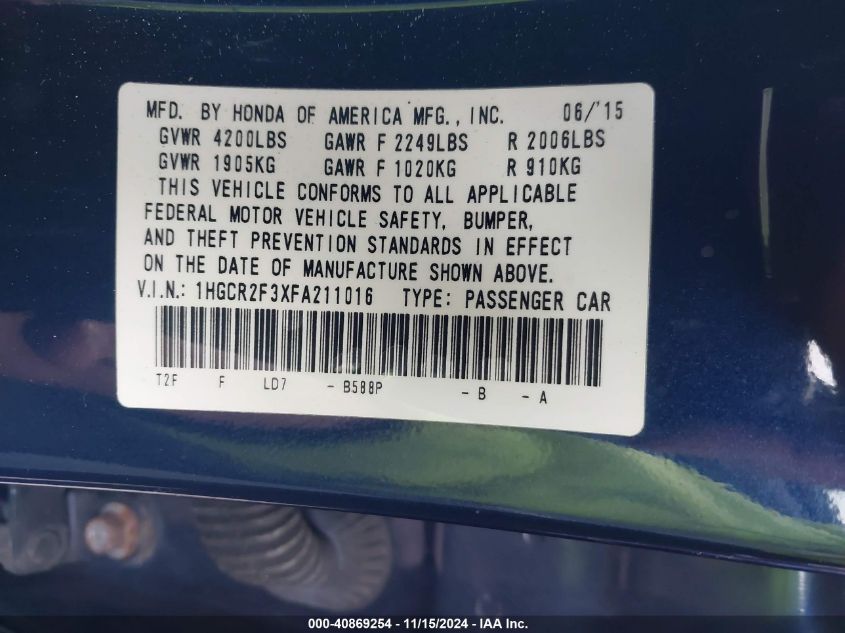 MFD. BY HONDA OF AMERICA MFG., INC. 06/'15
GVWR 4200LBS GAWR F 2249LBS R 2006LBS
GVWR 1905KG GAWR F 1020KG R 910KG
THIS VEHICLE CONFORMS TO ALL APPLICABLE
FEDERAL MOTOR VEHICLE SAFETY, BUMPER,
AND THEFT PREVENTION STANDARDS IN EFFECT
ON THE DATE OF MANUFACTURE SHOWN ABOVE.
V.I.N.: 1HGCR2F3XFA211016 TYPE: PASSENGER CAR
T2F F LD7 - B588P - B - A
000-40869254 - 11/15/2024 - IAA Inc.